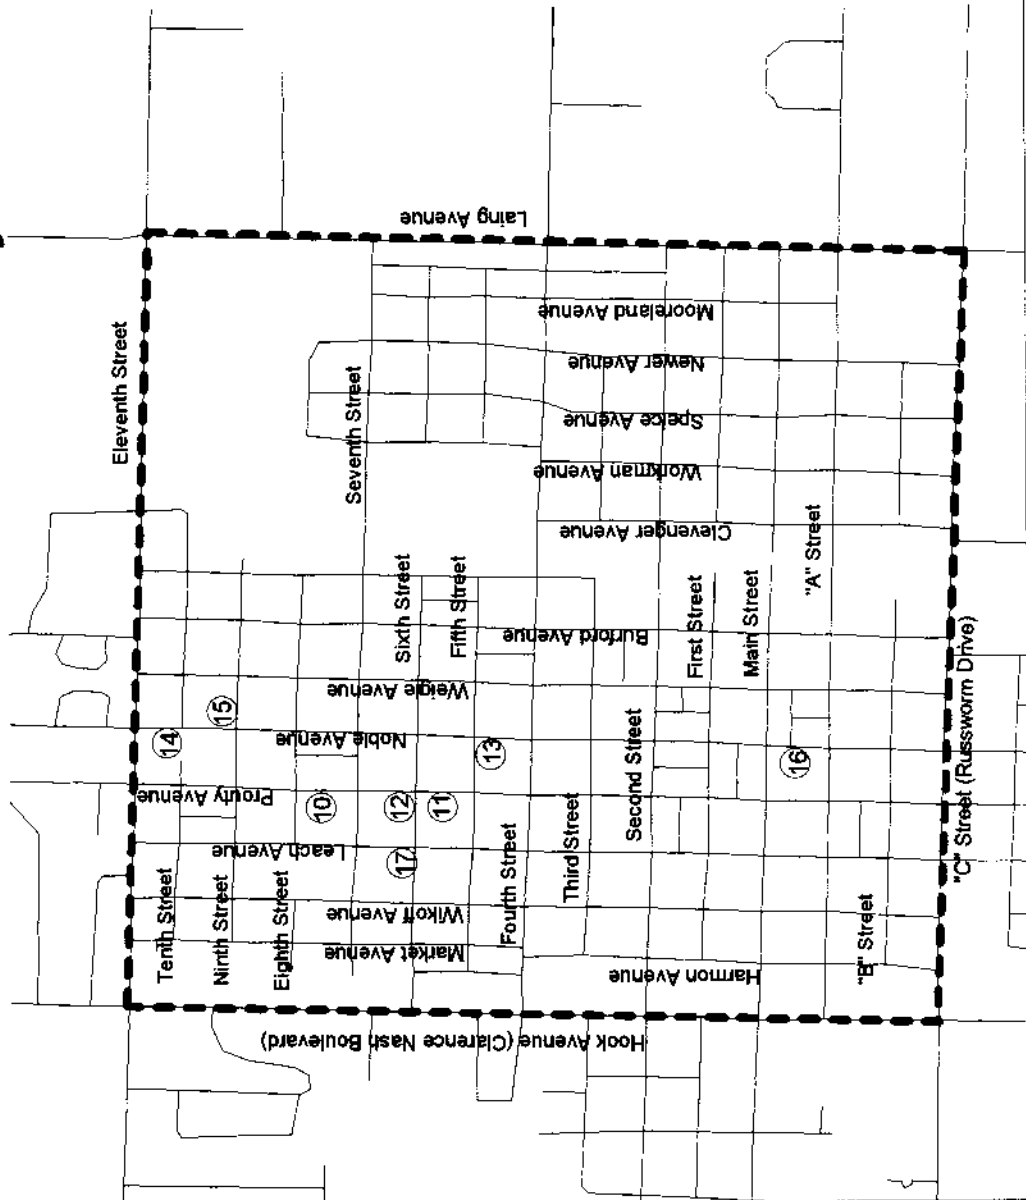 Laing Avenue
Eleventh Street
Mooreland Avenue
Newer Avenue
Seventh Street
Speice Avenue
Workman Avenue
Clevenger Avenue
"A" Street
Sixth Street
Fifth Street
Burford Avenue
First Street
Main Street
"C" Street (Russworm Drive)
Weigle Avenue
15
14
Noble Avenue
13
16
Second Street
Prouty Avenue
10
12
11
Leach Avenue
17
Third Street
Fourth Street
Tenth Street
Ninth Street
Eighth Street
Wikoff Avenue
"B" Street
Market Avenue
Harmon Avenue
Hook Avenue (Clarence Nash Boulevard)